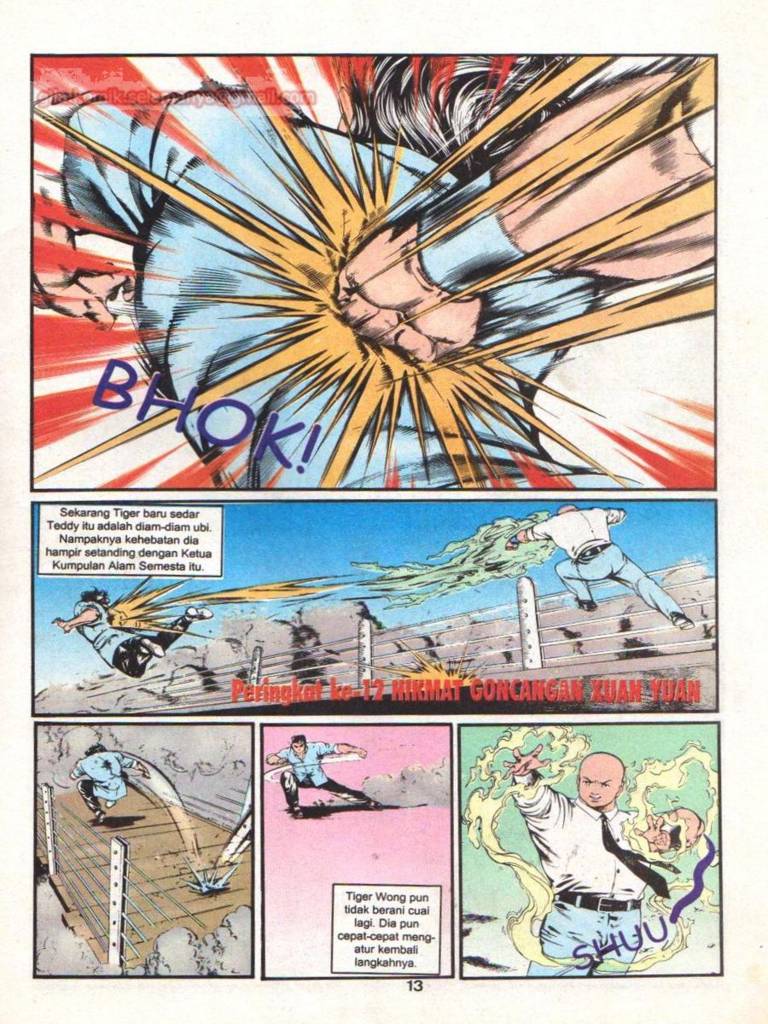 BHOK!
Sekarang Tiger baru sedar
Teddy itu adalah diam-diam ubi.
Nampaknya kehebatan dia
hampir setanding dengan Ketua
Kumpulan Alam Semesta itu.
Peringkat ke-12 NIKMAT GONCANGAN XUAN YUAN
Tiger Wong pun
tidak berani cuai
lagi. Dia pun
cepat-cepat meng-
atur kembali
langkahnya.
SHUU
13